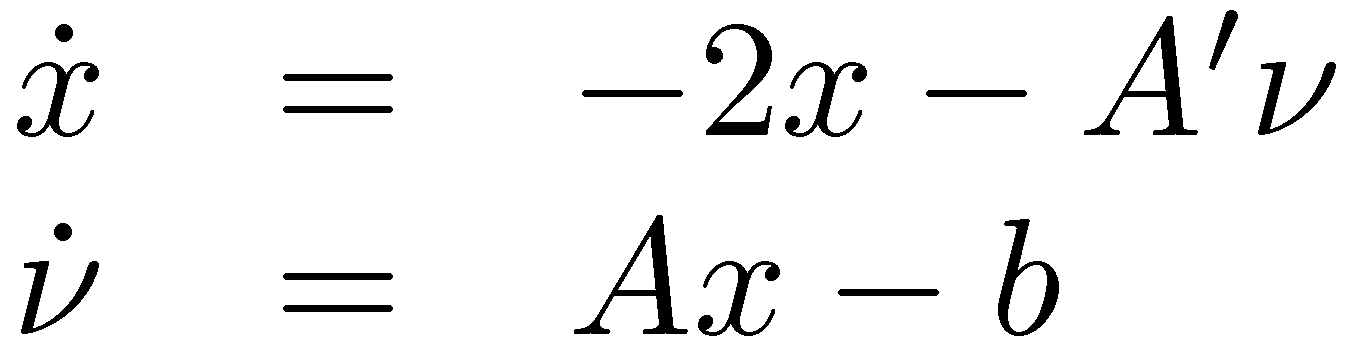 ẋ = −2x − A′ν
ν̇ = Ax − b